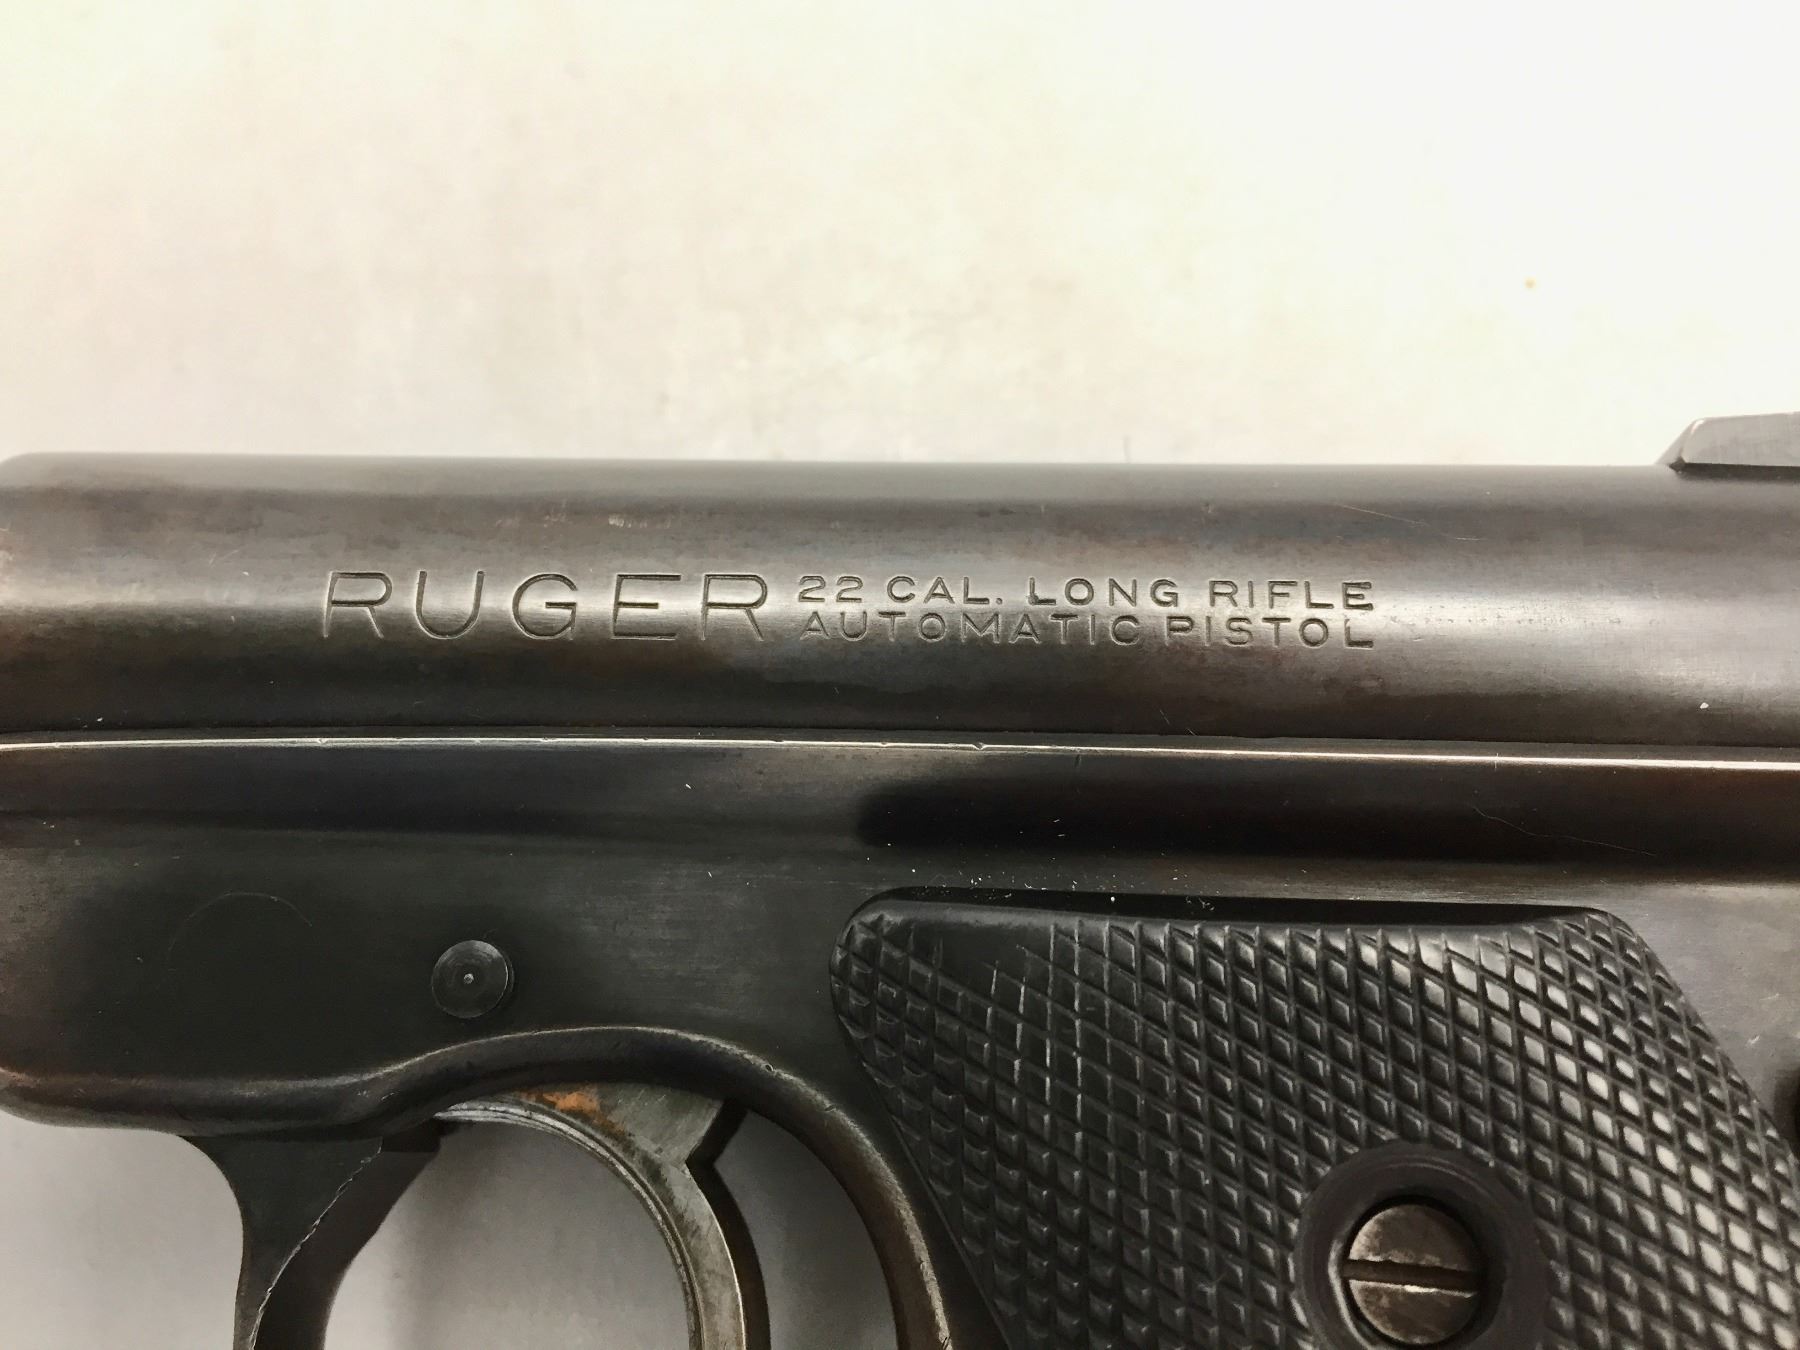 RUGER 22 CAL. LONG RIFLE
AUTOMATIC PISTOL